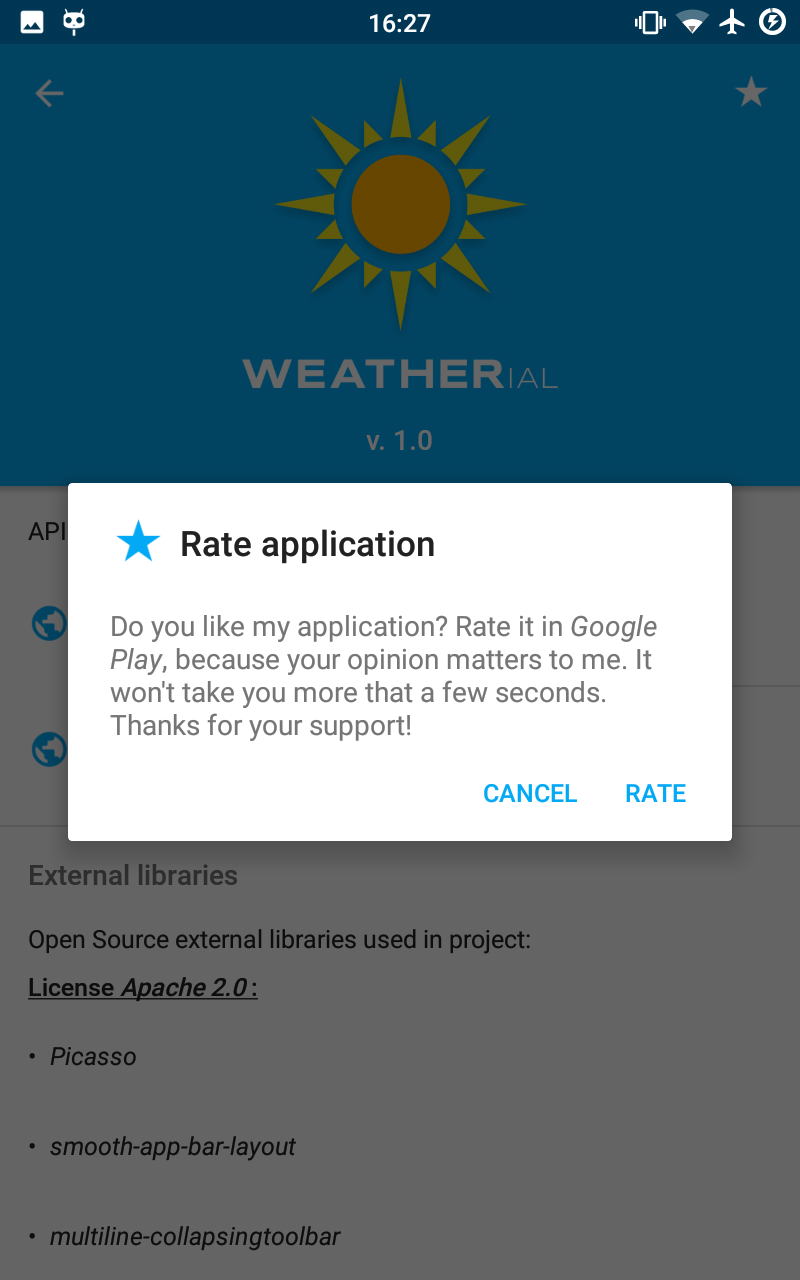 16:27
WEATHERIAL
v. 1.0
API
Rate application
Do you like my application? Rate it in Google
Play, because your opinion matters to me. It
won't take you more that a few seconds.
Thanks for your support!
CANCEL RATE
External libraries
Open Source external libraries used in project:
License Apache 2.0 :
• Picasso
• smooth-app-bar-layout
• multiline-collapsingtoolbar